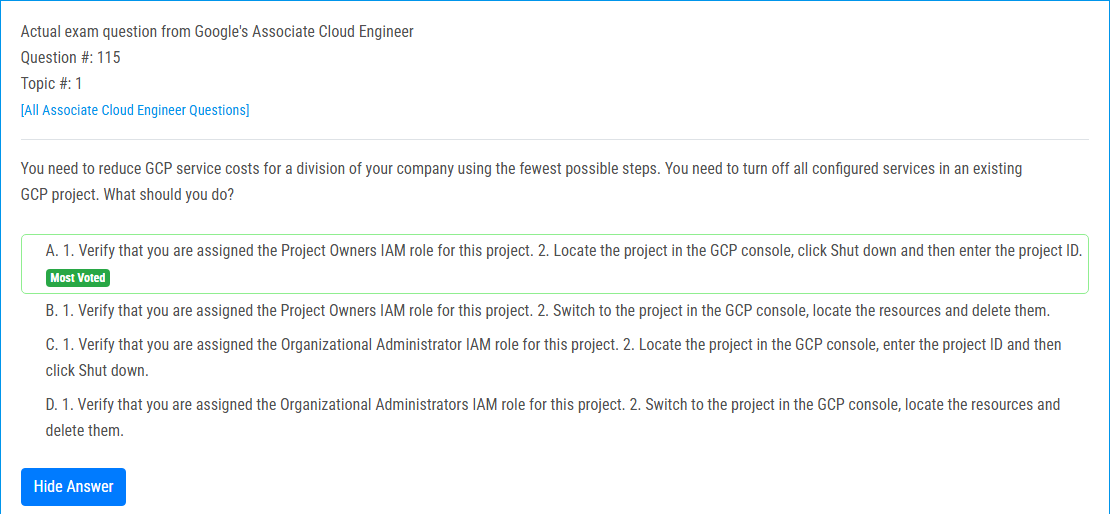 Actual exam question from Google's Associate Cloud Engineer
Question #: 115
Topic #: 1
[All Associate Cloud Engineer Questions]
You need to reduce GCP service costs for a division of your company using the fewest possible steps. You need to turn off all configured services in an existing
GCP project. What should you do?
A. 1. Verify that you are assigned the Project Owners IAM role for this project. 2. Locate the project in the GCP console, click Shut down and then enter the project ID.
Most Voted
B. 1. Verify that you are assigned the Project Owners IAM role for this project. 2. Switch to the project in the GCP console, locate the resources and delete them.
C. 1. Verify that you are assigned the Organizational Administrator IAM role for this project. 2. Locate the project in the GCP console, enter the project ID and then
click Shut down.
D. 1. Verify that you are assigned the Organizational Administrators IAM role for this project. 2. Switch to the project in the GCP console, locate the resources and
delete them.
Hide Answer